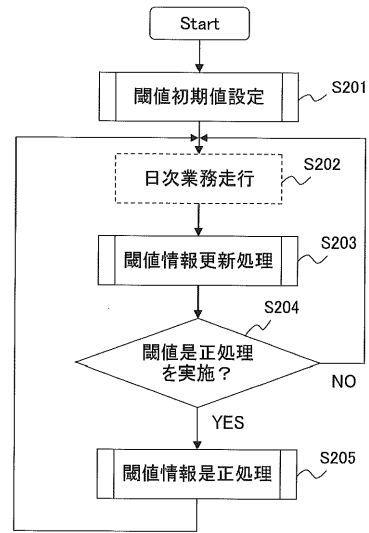 Start
閾値初期値設定
S201
日次業務走行
S202
閾値情報更新処理
S203
閾値是正処理
を実施？
S204
NO
YES
閾値情報是正処理
S205